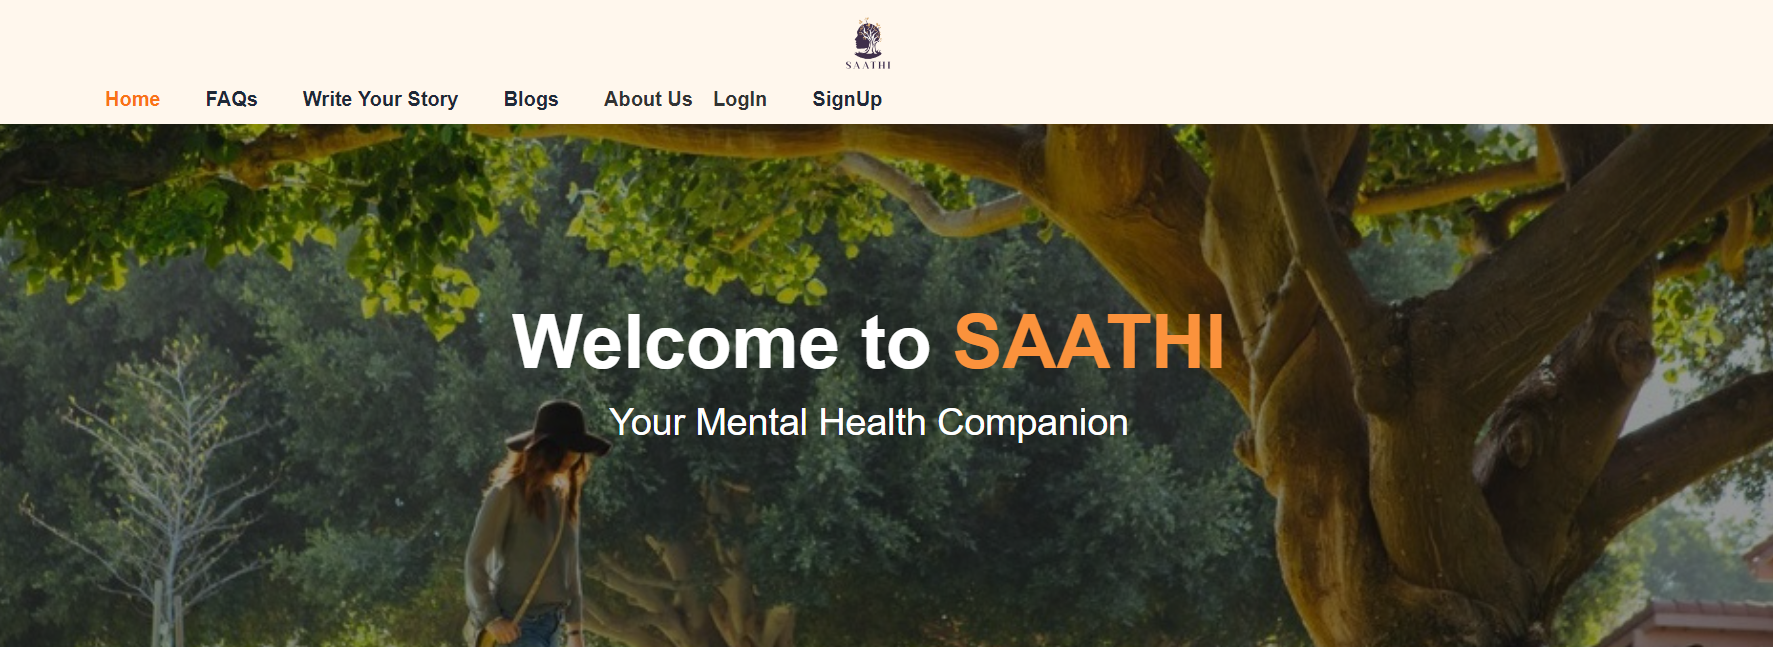 SAATHI
Home FAQs Write Your Story Blogs About Us LogIn SignUp
Welcome to SAATHI
Your Mental Health Companion